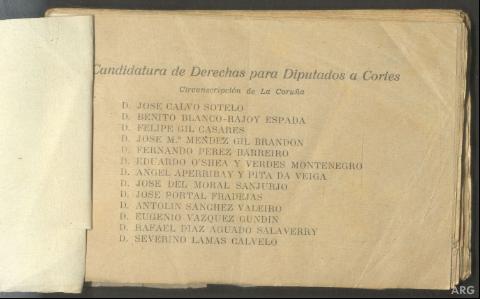 Candidatura de Derechas para Diputados a Cortes
Circunscripción de La Coruña
D. JOSE CALVO SOTELO
D. BENITO BLANCO-RAJOY ESPADA
D. FELIPE GIL CASARES
D. JOSE M.ª MENDEZ GIL BRANDON
D. FERNANDO PEREZ BARREIRO
D. EDUARDO O'SHEA Y VERDES MONTENEGRO
D. ANGEL APERRIBAY Y PITA DA VEIGA
D. JOSE DEL MORAL SANJURJO
D. JOSE PORTAL FRADEJAS
D. ANTOLIN SANCHEZ VALEIRO
D. EUGENIO VAZQUEZ GUNDIN
D. RAFAEL DIAZ AGUADO SALAVERRY
D. SEVERINO LAMAS CALVELO
ARG